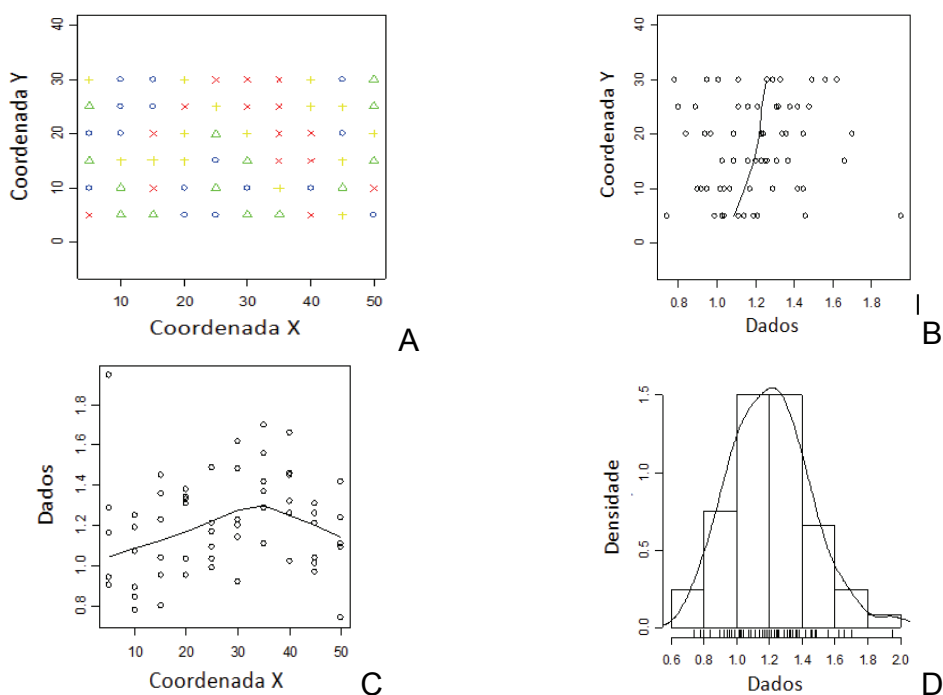 40
30
20
10
0
Coordenada Y
10 20 30 40 50
Coordenada X
A
40
30
20
10
0
Coordenada Y
0.8 1.0 1.2 1.4 1.6 1.8
Dados
B
1.8
1.6
1.4
1.2
1.0
0.8
Dados
0 10 20 30 40 50
Coordenada X
C
1.5
1.0
0.5
0.0
Densidade
0.6 0.8 1.0 1.2 1.4 1.6 1.8 2.0
Dados
D